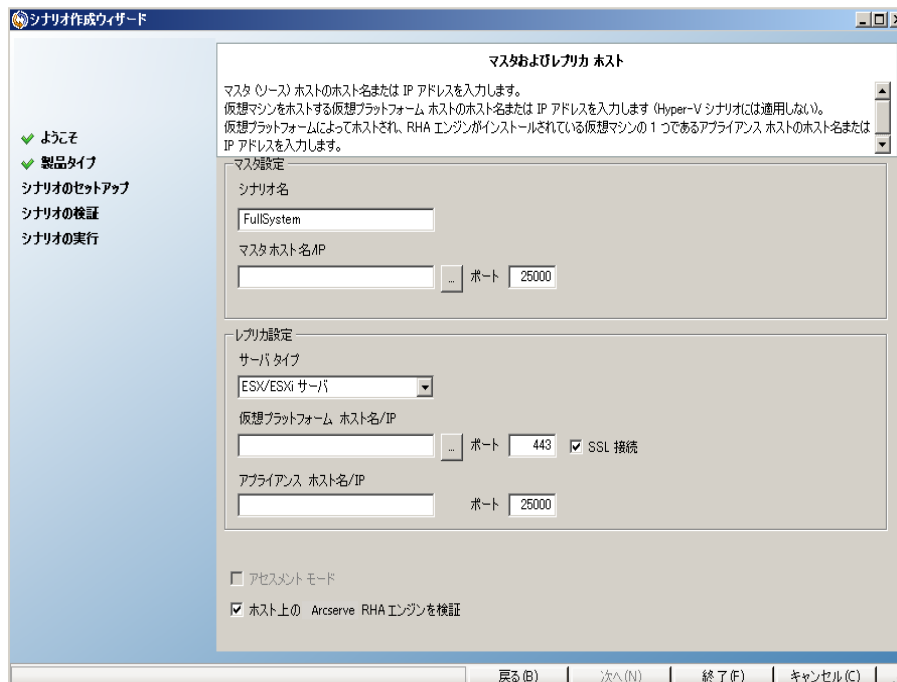 シナリオ作成ウィザード
マスタおよびレプリカ ホスト
マスタ (ソース) ホストのホスト名または IP アドレスを入力します。
仮想マシンをホストする仮想プラットフォーム ホストのホスト名または IP アドレスを入力します (Hyper-V シナリオには適用しない)。
仮想プラットフォームによってホストされ、RHA エンジンがインストールされている仮想マシンの 1 つであるアプライアンス ホストのホスト名または
IP アドレスを入力します。
ようこそ
製品タイプ
シナリオのセットアップ
シナリオの検証
シナリオの実行
マスタ設定
シナリオ名
FullSystem
マスタ ホスト名/IP
... ポート 25000
レプリカ設定
サーバ タイプ
ESX/ESXi サーバ
仮想プラットフォーム ホスト名/IP
... ポート 443 SSL 接続
アプライアンス ホスト名/IP
ポート 25000
アセスメント モード
ホスト上の Arcserve RHA エンジンを検証
戻る(B) 次へ(N) 終了(F) キャンセル(C)